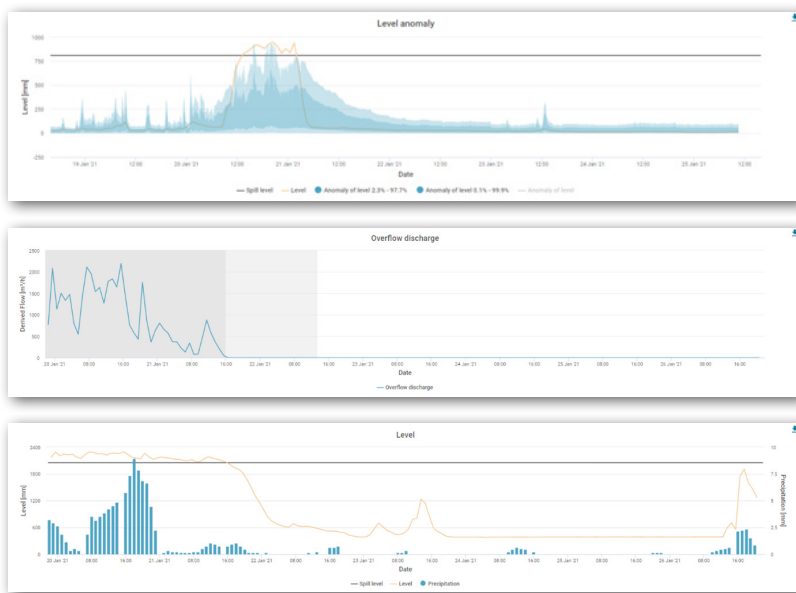 Level anomaly
1000
750
500
250
0
-250
Level [mm]
19 Jan '21 12:00 20 Jan '21 12:00 21 Jan '21 12:00 22 Jan '21 12:00 23 Jan '21 12:00 24 Jan '21 12:00 25 Jan '21 12:00
Date
Spill level Level Anomaly of level 2.3% - 97.7% Anomaly of level 0.1% - 99.9% Anomaly of level
Overflow discharge
2500
2000
1500
1000
500
0
Derived Flow [m³/h]
20 Jan '21 08:00 16:00 21 Jan '21 08:00 16:00 22 Jan '21 08:00 16:00 23 Jan '21 08:00 16:00 24 Jan '21 08:00 16:00 25 Jan '21 08:00 16:00 26 Jan '21 08:00 16:00
Date
Overflow discharge
Level
2400 10
1800 7.5
1200 5
600 2.5
0 0
Level [mm]
Precipitation [mm]
20 Jan '21 08:00 16:00 21 Jan '21 08:00 16:00 22 Jan '21 08:00 16:00 23 Jan '21 08:00 16:00 24 Jan '21 08:00 16:00 25 Jan '21 08:00 16:00 26 Jan '21 08:00 16:00
Date
Spill level Level Precipitation